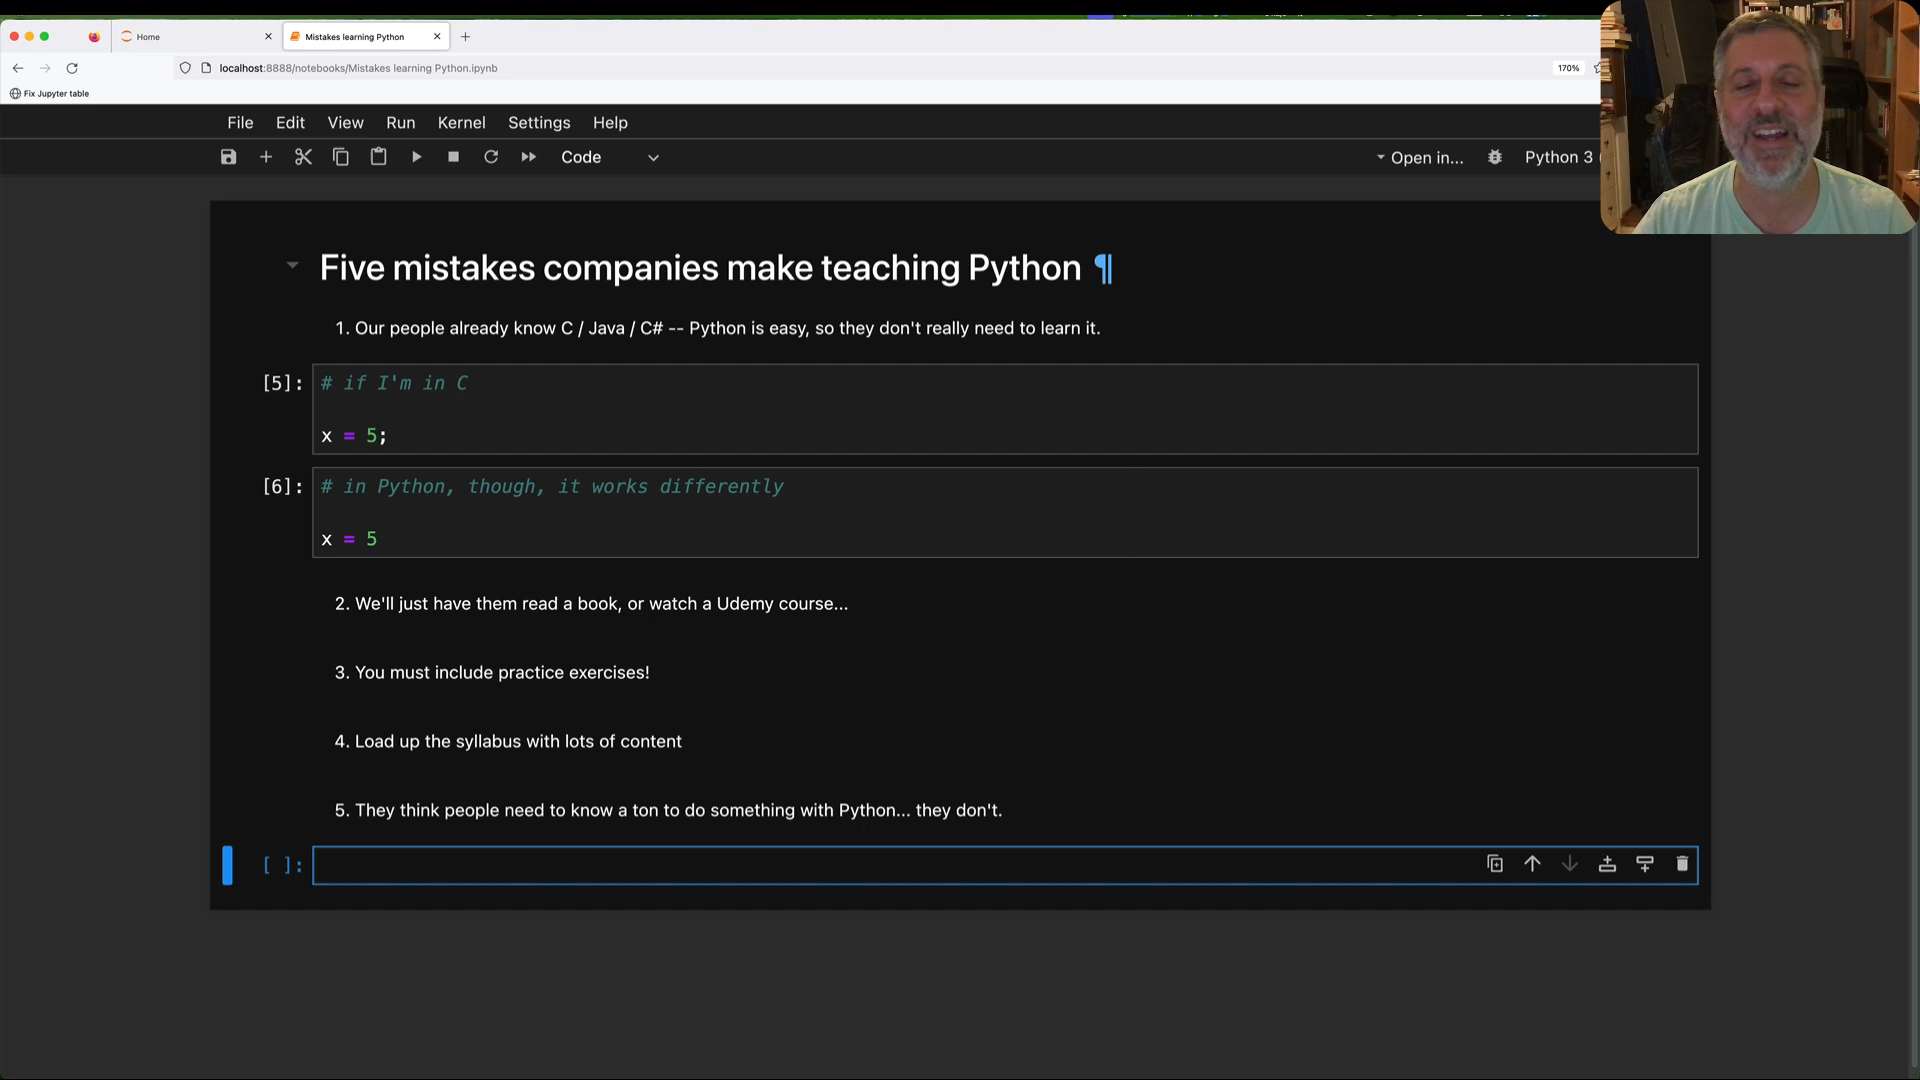 Home
Mistakes learning Python
localhost:8888/notebooks/Mistakes learning Python.ipynb
170%
Fix Jupyter table
File Edit View Run Kernel Settings Help
Code
Open in...
Python 3
Five mistakes companies make teaching Python ¶
1. Our people already know C / Java / C# -- Python is easy, so they don't really need to learn it.
[5]: # if I'm in C
x = 5;
[6]: # in Python, though, it works differently
x = 5
2. We'll just have them read a book, or watch a Udemy course...
3. You must include practice exercises!
4. Load up the syllabus with lots of content
5. They think people need to know a ton to do something with Python... they don't.
[ ]: